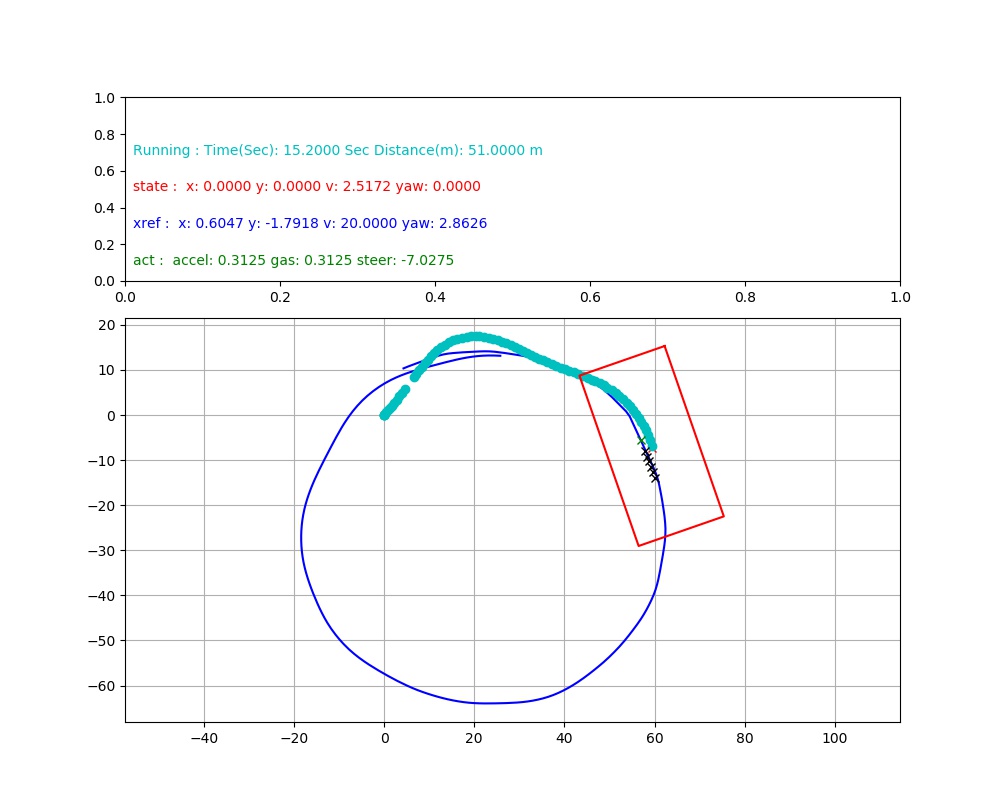 1.0
0.8
0.6
0.4
0.2
0.0
Running : Time(Sec): 15.2000 Sec Distance(m): 51.0000 m
state :  x: 0.0000 y: 0.0000 v: 2.5172 yaw: 0.0000
xref :  x: 0.6047 y: -1.7918 v: 20.0000 yaw: 2.8626
act :  accel: 0.3125 gas: 0.3125 steer: -7.0275
0.0 0.2 0.4 0.6 0.8 1.0
20
10
0
−10
−20
−30
−40
−50
−60
−40 −20 0 20 40 60 80 100